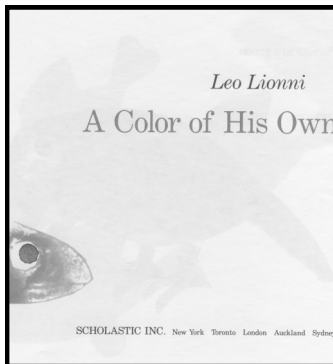 Leo Lionni
A Color of His Own
SCHOLASTIC INC. New York Toronto London Auckland Sydney